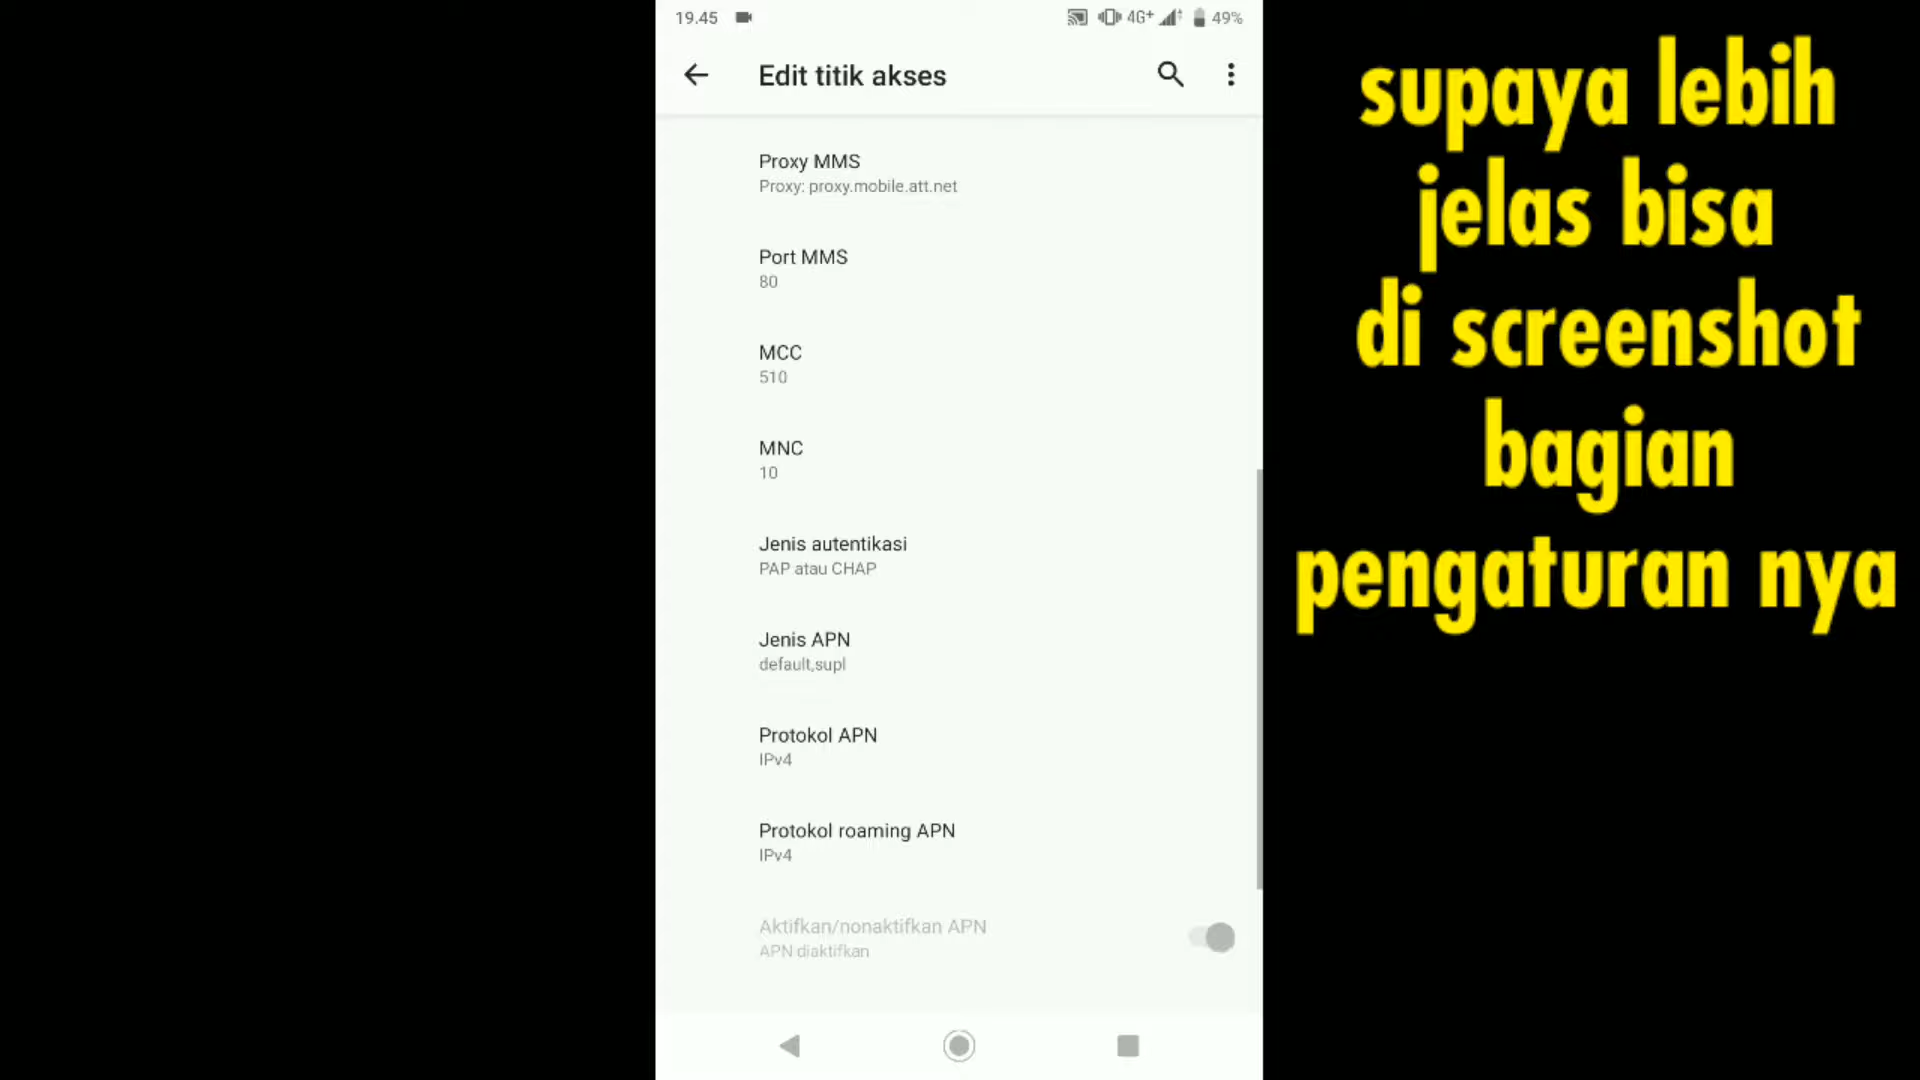 19.45
4G+
49%
Edit titik akses
Proxy MMS
Proxy: proxy.mobile.att.net
Port MMS
80
MCC
510
MNC
10
Jenis autentikasi
PAP atau CHAP
Jenis APN
default,supl
Protokol APN
IPv4
Protokol roaming APN
IPv4
Aktifkan/nonaktifkan APN
APN diaktifkan
supaya lebih
jelas bisa
di screenshot
bagian
pengaturan nya